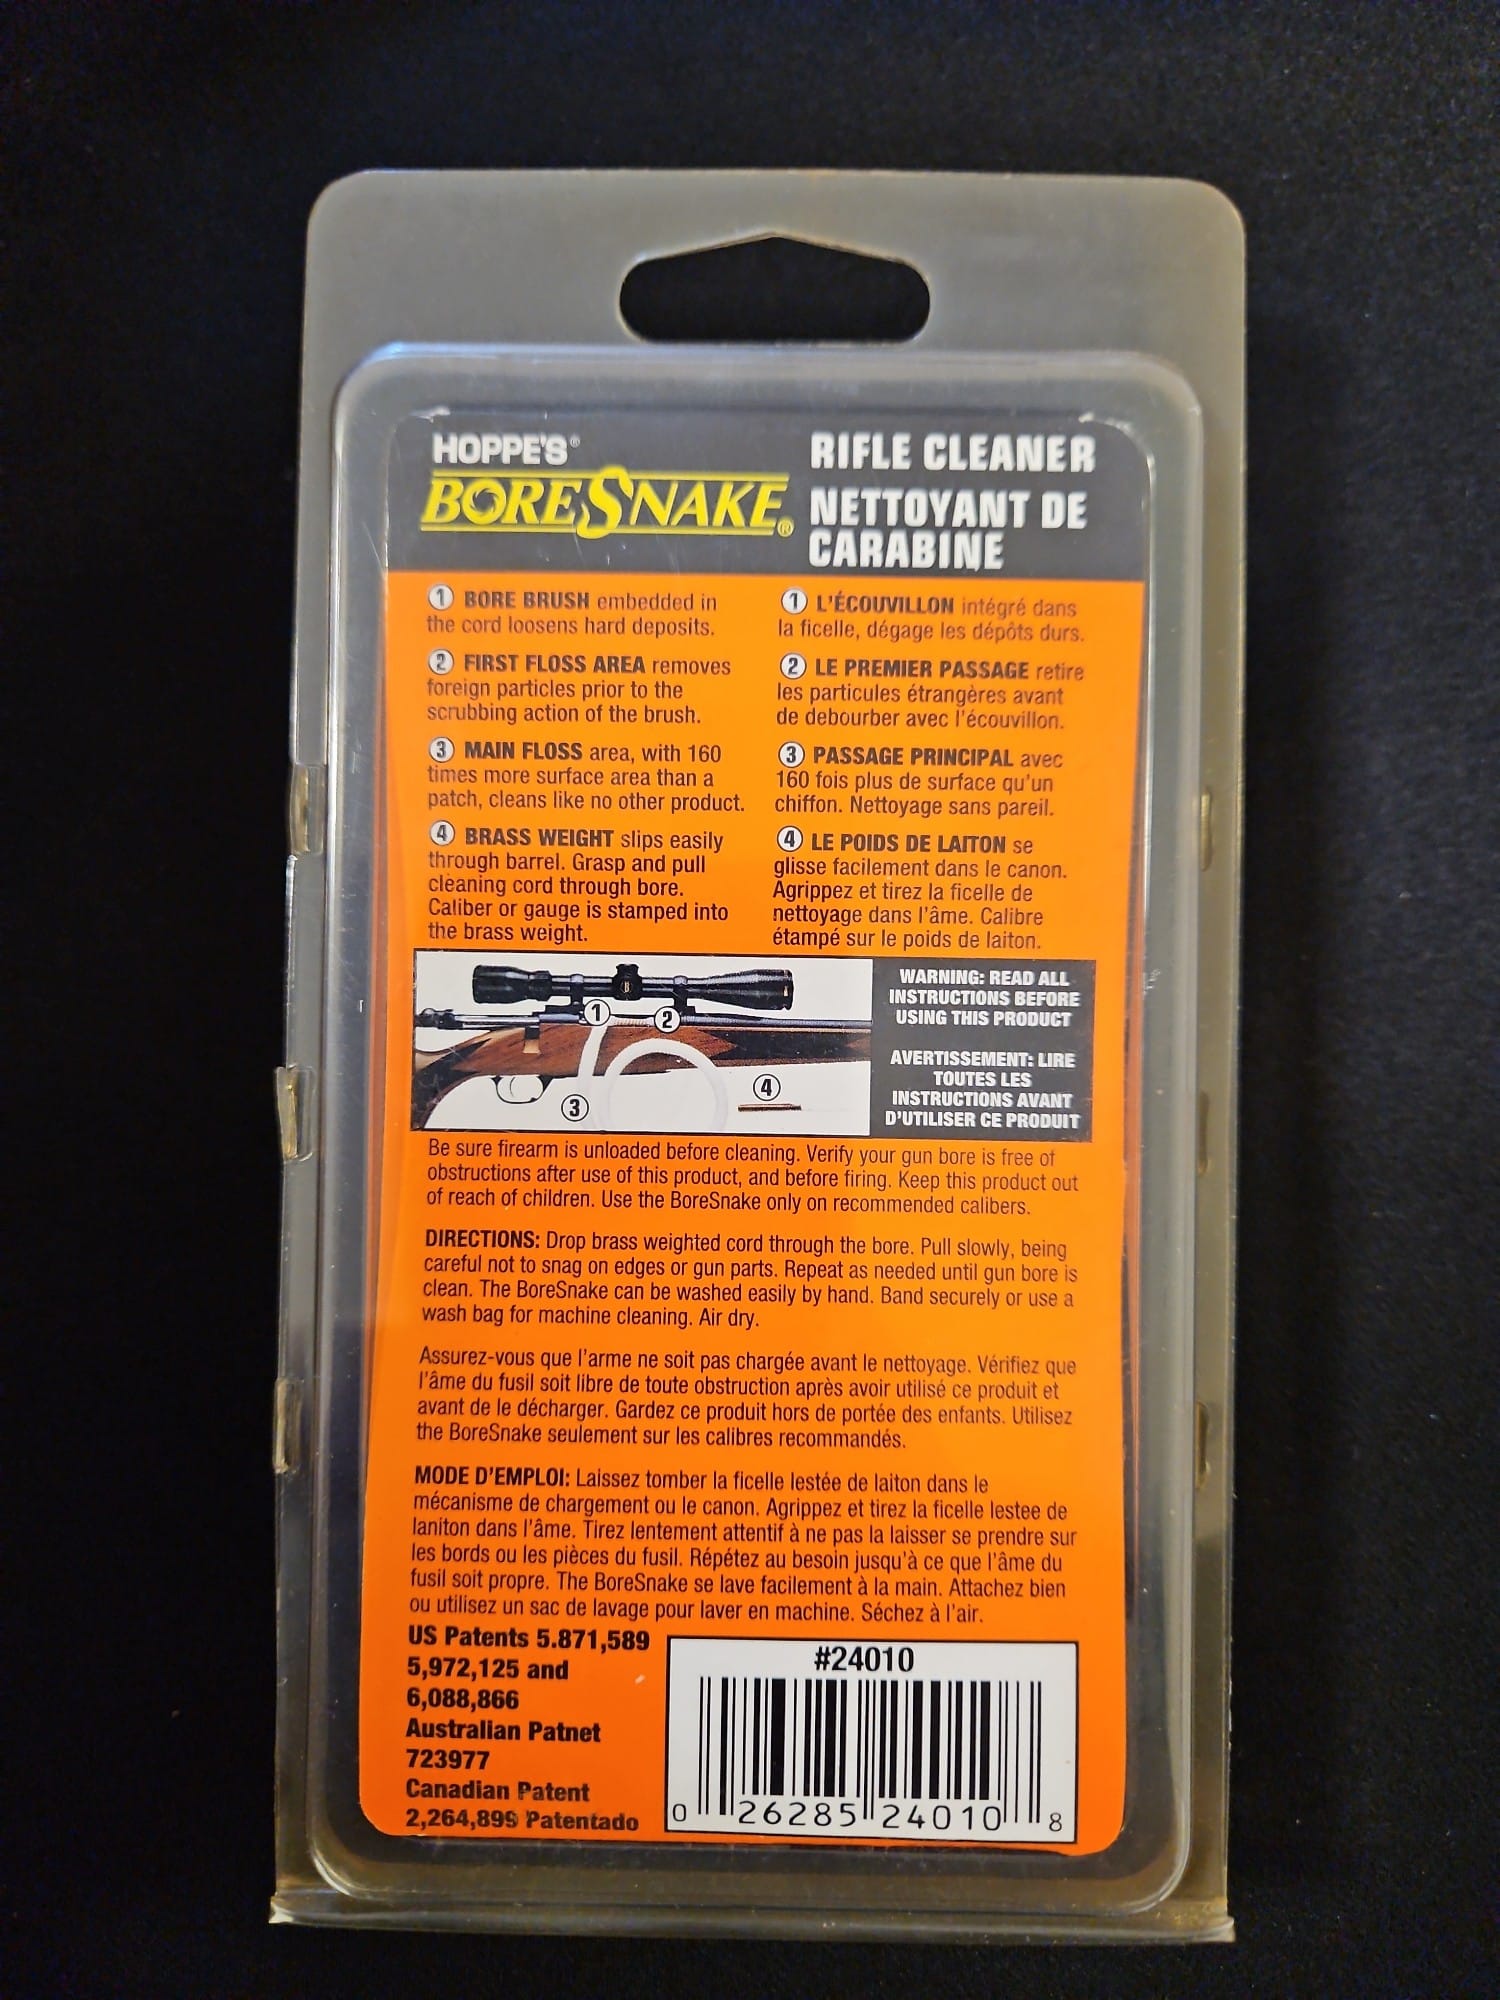 HOPPE'S®
BORESNAKE®
RIFLE CLEANER
NETTOYANT DE
CARABINE
1 BORE BRUSH embedded in
the cord loosens hard deposits.
2 FIRST FLOSS AREA removes
foreign particles prior to the
scrubbing action of the brush.
3 MAIN FLOSS area, with 160
times more surface area than a
patch, cleans like no other product.
4 BRASS WEIGHT slips easily
through barrel. Grasp and pull
cleaning cord through bore.
Caliber or gauge is stamped into
the brass weight.
1 L'ÉCOUVILLON intégré dans
la ficelle, dégage les dépôts durs.
2 LE PREMIER PASSAGE retire
les particules étrangères avant
de debourber avec l'écouvillon.
3 PASSAGE PRINCIPAL avec
160 fois plus de surface qu'un
chiffon. Nettoyage sans pareil.
4 LE POIDS DE LAITON se
glisse facilement dans le canon.
Agrippez et tirez la ficelle de
nettoyage dans l'âme. Calibre
étampé sur le poids de laiton.
1
2
3
4
WARNING: READ ALL
INSTRUCTIONS BEFORE
USING THIS PRODUCT
AVERTISSEMENT: LIRE
TOUTES LES
INSTRUCTIONS AVANT
D'UTILISER CE PRODUIT
Be sure firearm is unloaded before cleaning. Verify your gun bore is free of
obstructions after use of this product, and before firing. Keep this product out
of reach of children. Use the BoreSnake only on recommended calibers.
DIRECTIONS: Drop brass weighted cord through the bore. Pull slowly, being
careful not to snag on edges or gun parts. Repeat as needed until gun bore is
clean. The BoreSnake can be washed easily by hand. Band securely or use a
wash bag for machine cleaning. Air dry.
Assurez-vous que l'arme ne soit pas chargée avant le nettoyage. Vérifiez que
l'âme du fusil soit libre de toute obstruction après avoir utilisé ce produit et
avant de le décharger. Gardez ce produit hors de portée des enfants. Utilisez
the BoreSnake seulement sur les calibres recommandés.
MODE D'EMPLOI: Laissez tomber la ficelle lestée de laiton dans le
mécanisme de chargement ou le canon. Agrippez et tirez la ficelle lestee de
laniton dans l'âme. Tirez lentement attentif à ne pas la laisser se prendre sur
les bords ou les pièces du fusil. Répétez au besoin jusqu'à ce que l'âme du
fusil soit propre. The BoreSnake se lave facilement à la main. Attachez bien
ou utilisez un sac de lavage pour laver en machine. Séchez à l'air.
US Patents 5.871,589
5,972,125 and
6,088,866
Australian Patnet
723977
Canadian Patent
2,264,899 Patentado
#24010
0 26285 24010 8